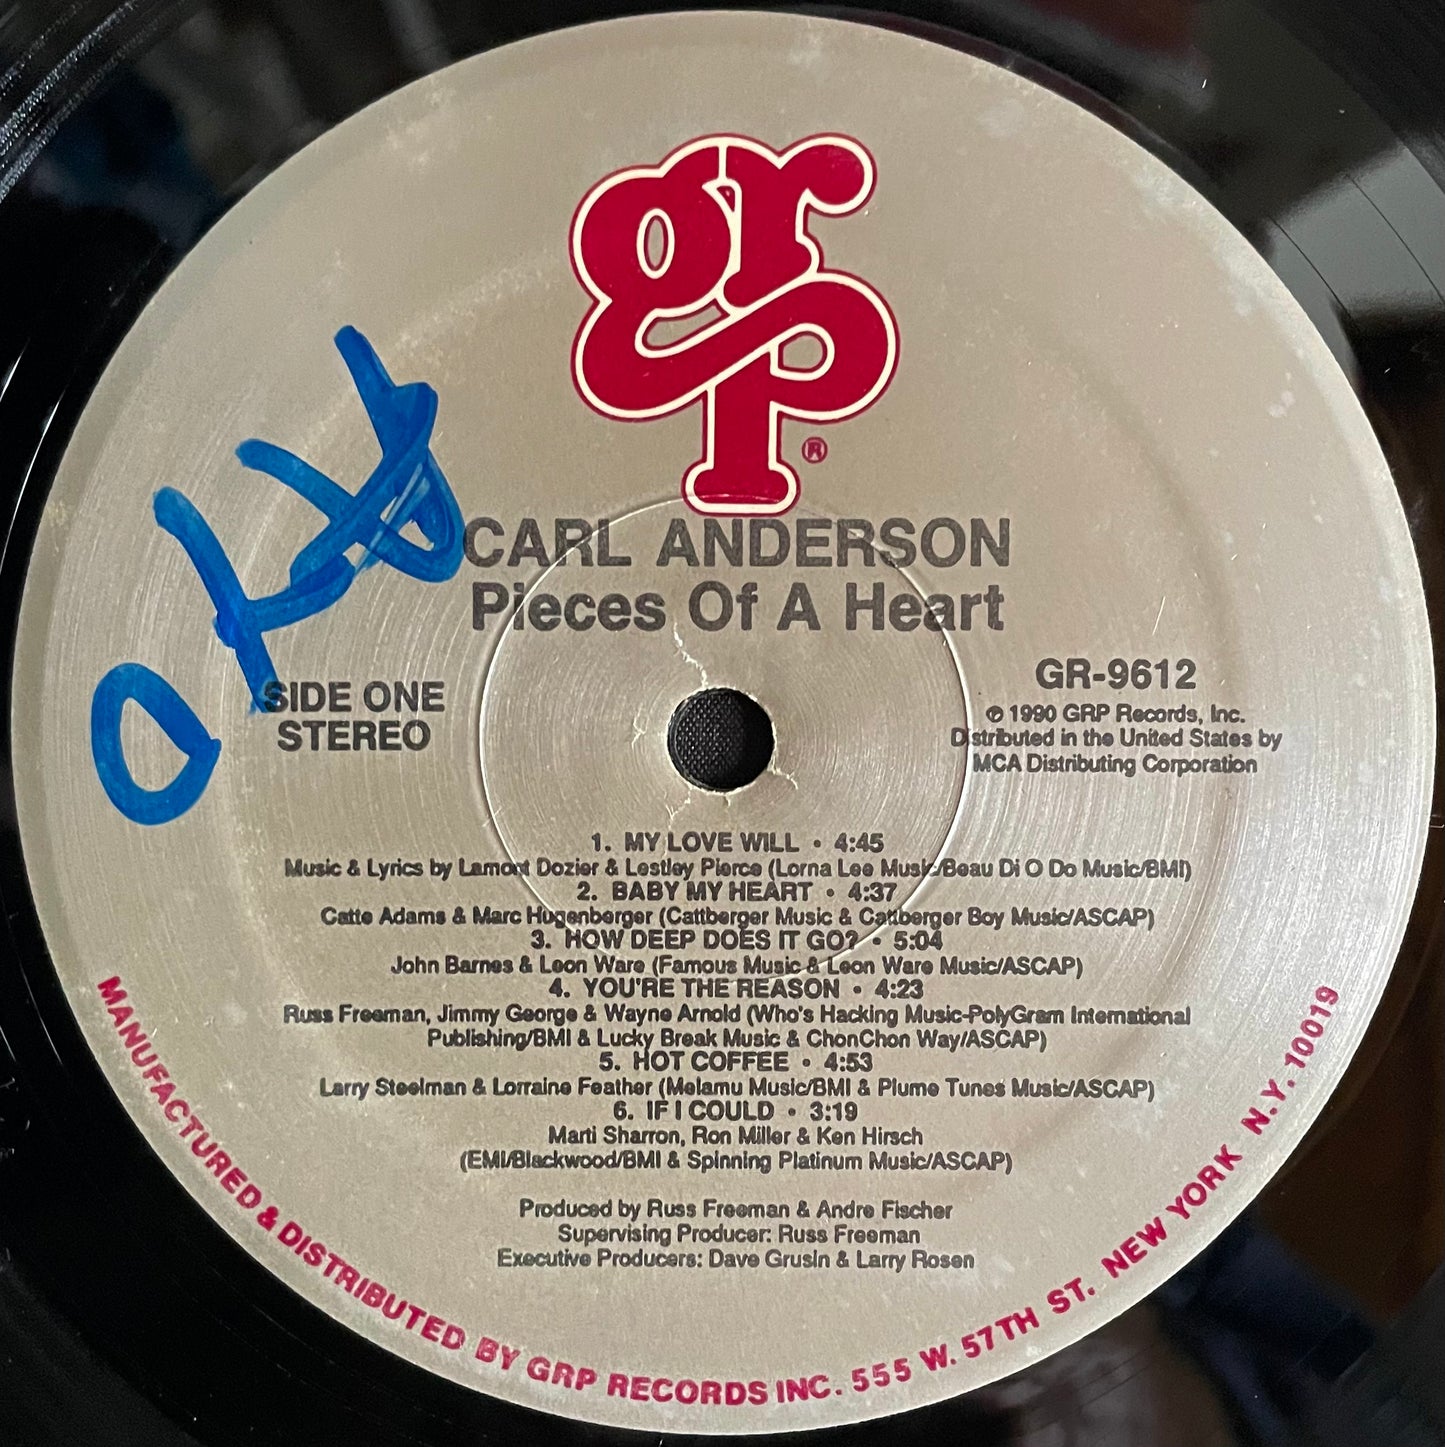 grp®
CARL ANDERSON
Pieces Of A Heart
SIDE ONE
STEREO
GR-9612
℗ 1990 GRP Records, Inc.
Distributed in the United States by
MCA Distributing Corporation
1. MY LOVE WILL • 4:45
Music & Lyrics by Lamont Dozier & Lestley Pierce (Lorna Lee Music/Beau Di O Do Music/BMI)
2. BABY MY HEART • 4:37
Catte Adams & Marc Hugenberger (Cattberger Music & Cattberger Boy Music/ASCAP)
3. HOW DEEP DOES IT GO? • 5:04
John Barnes & Leon Ware (Famous Music & Leon Ware Music/ASCAP)
4. YOU'RE THE REASON • 4:23
Russ Freeman, Jimmy George & Wayne Arnold (Who's Hacking Music-PolyGram International
Publishing/BMI & Lucky Break Music & ChonChon Way/ASCAP)
5. HOT COFFEE • 4:53
Larry Steelman & Lorraine Feather (Melamu Music/BMI & Plume Tunes Music/ASCAP)
6. IF I COULD • 3:19
Marti Sharron, Ron Miller & Ken Hirsch
(EMI/Blackwood/BMI & Spinning Platinum Music/ASCAP)
Produced by Russ Freeman & Andre Fischer
Supervising Producer: Russ Freeman
Executive Producers: Dave Grusin & Larry Rosen
MANUFACTURED & DISTRIBUTED BY GRP RECORDS INC. 555 W. 57TH ST. NEW YORK N.Y. 10019